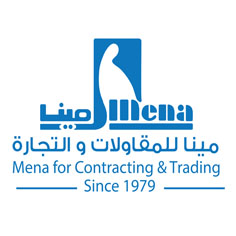 مينا Mena
مينا للمقاولات و التجارة
Mena for Contracting & Trading
Since 1979